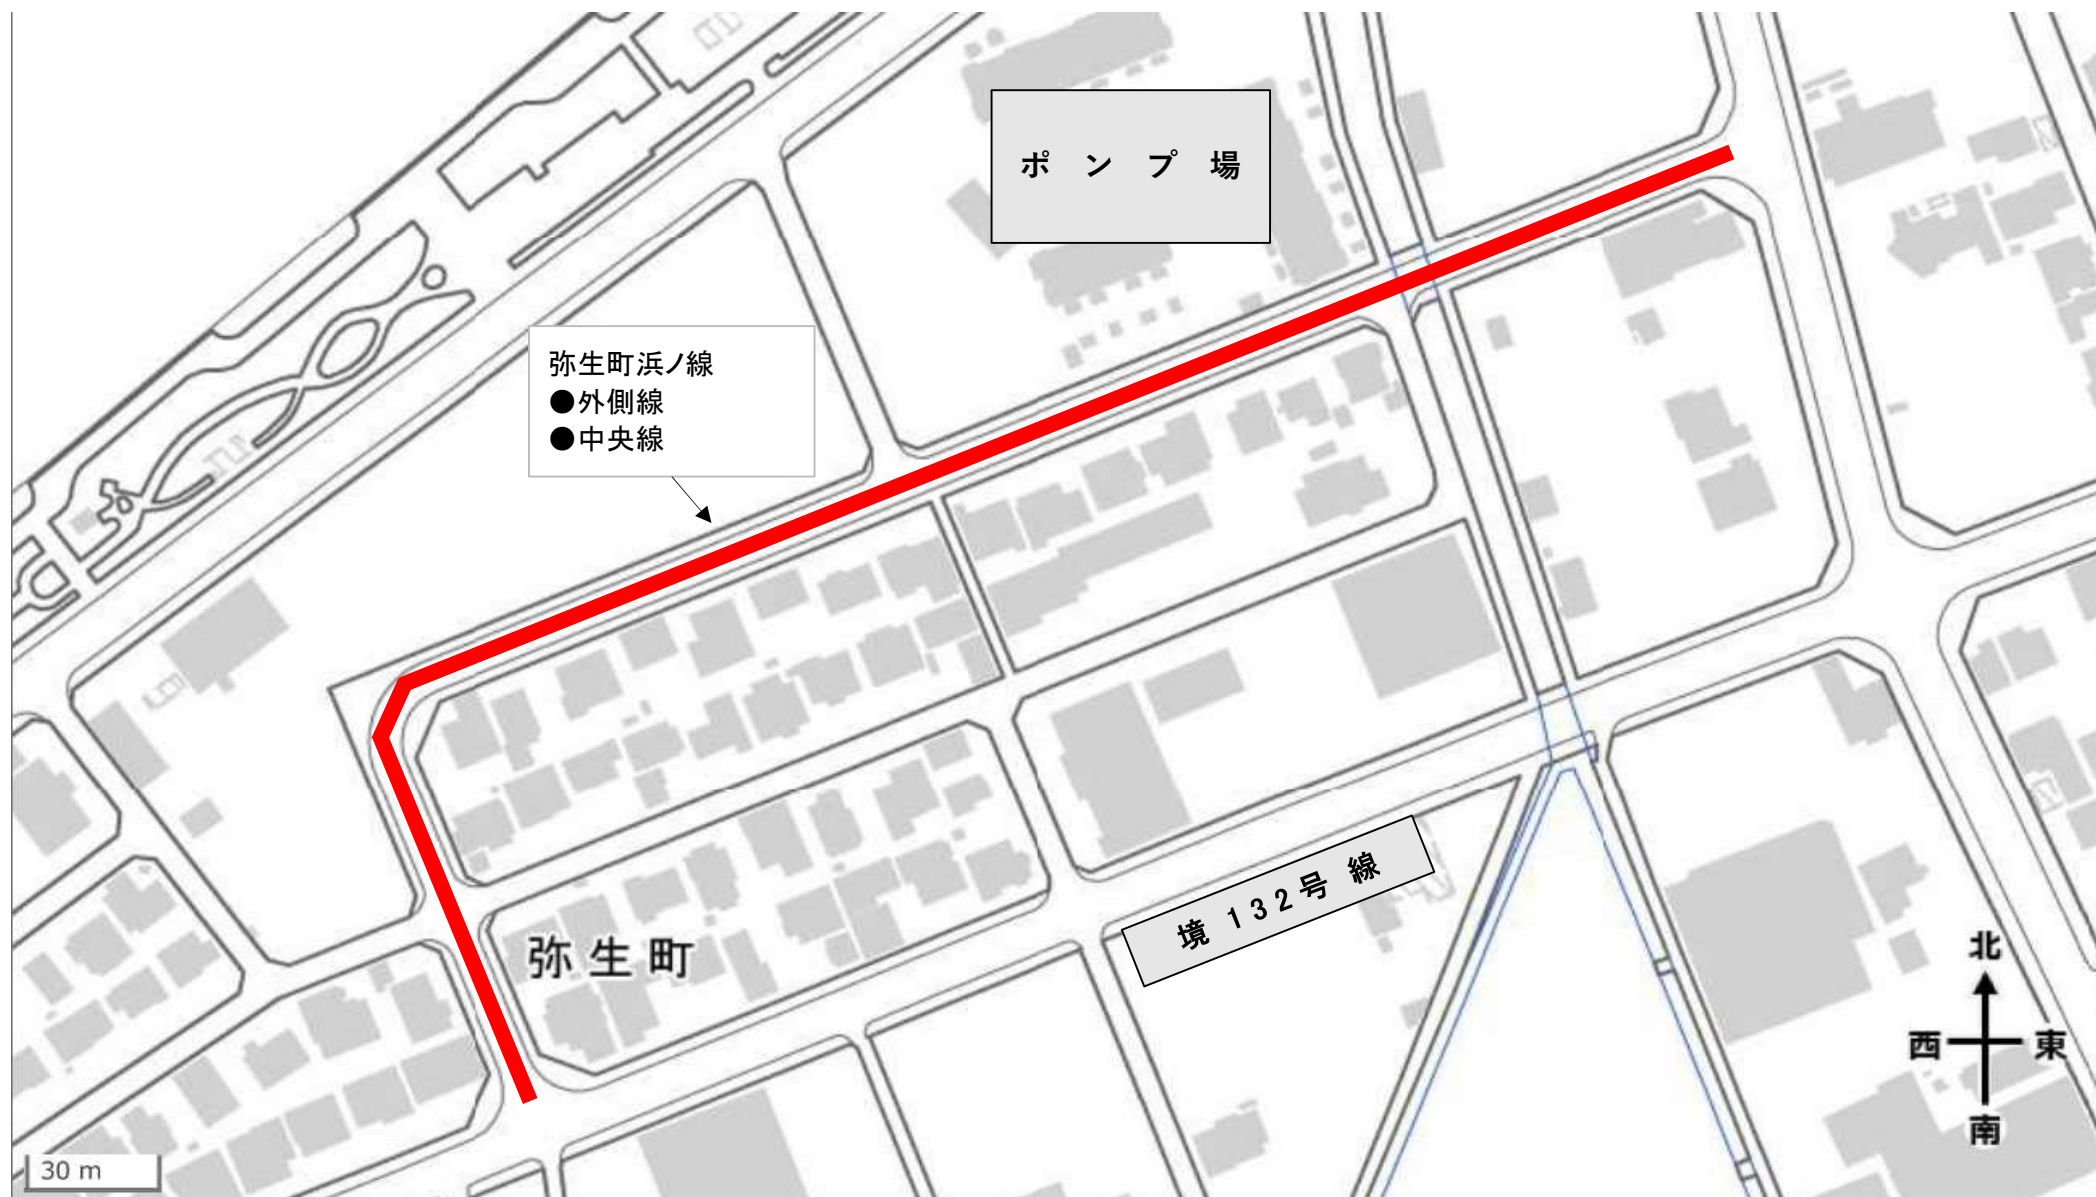 ポンプ場
弥生町浜ノ線
●外側線
●中央線
境132号線
弥生町
北
西 東
南
30 m